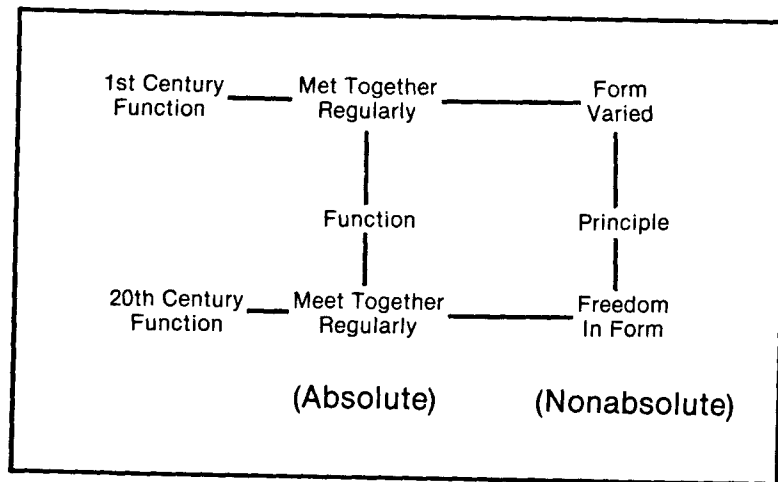 1st Century
Function
Met Together
Regularly
Form
Varied
Function
Principle
20th Century
Function
Meet Together
Regularly
Freedom
In Form
(Absolute)
(Nonabsolute)